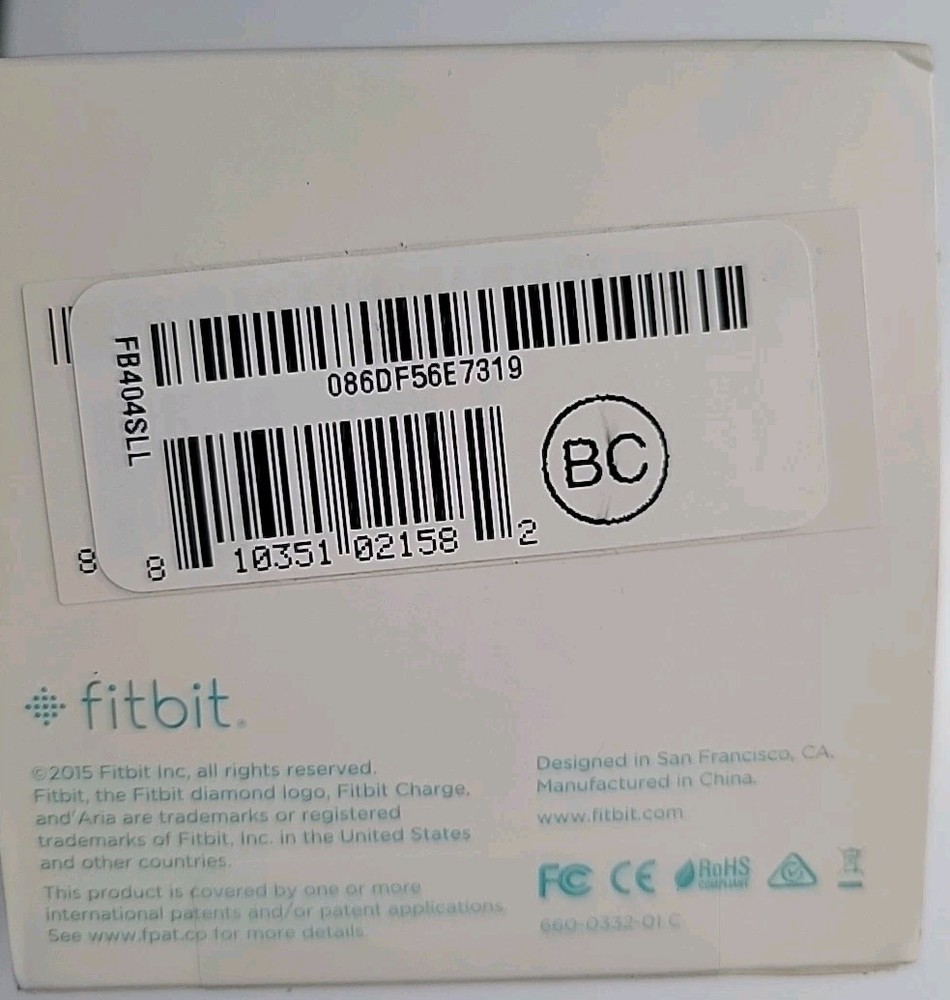 FB404SLL
086DF56E7319
BC
8
8 10351 02158 2
fitbit
©2015 Fitbit Inc, all rights reserved.
Fitbit, the Fitbit diamond logo, Fitbit Charge,
and Aria are trademarks or registered
trademarks of Fitbit, Inc. in the United States
and other countries.
This product is covered by one or more
international patents and/or patent applications.
See www.fpat.co for more details.
Designed in San Francisco, CA.
Manufactured in China.
www.fitbit.com
FC CE RoHS
COMPLIANT
660-0332-01 C